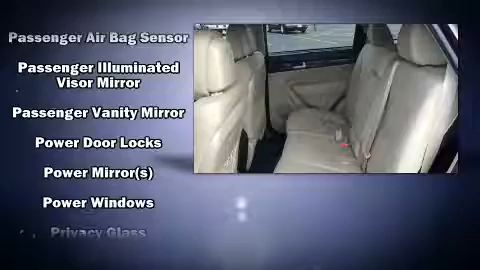 Passenger Air Bag Sensor
Passenger Illuminated
Visor Mirror
Passenger Vanity Mirror
Power Door Locks
Power Mirror(s)
Power Windows
Privacy Glass